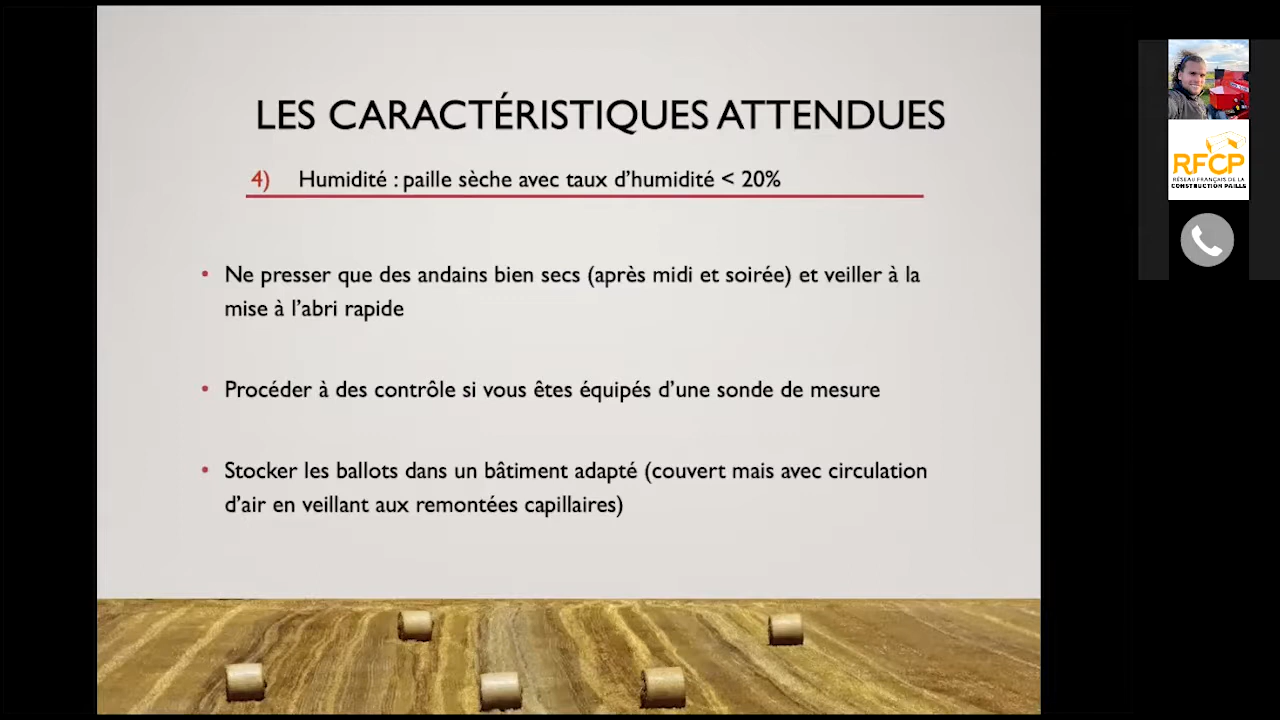 LES CARACTÉRISTIQUES ATTENDUES
4) Humidité : paille sèche avec taux d'humidité < 20%
• Ne presser que des andains bien secs (après midi et soirée) et veiller à la
mise à l'abri rapide
• Procéder à des contrôle si vous êtes équipés d'une sonde de mesure
• Stocker les ballots dans un bâtiment adapté (couvert mais avec circulation
d'air en veillant aux remontées capillaires)
RFCP
RÉSEAU FRANÇAIS DE LA
CONSTRUCTION PAILLE